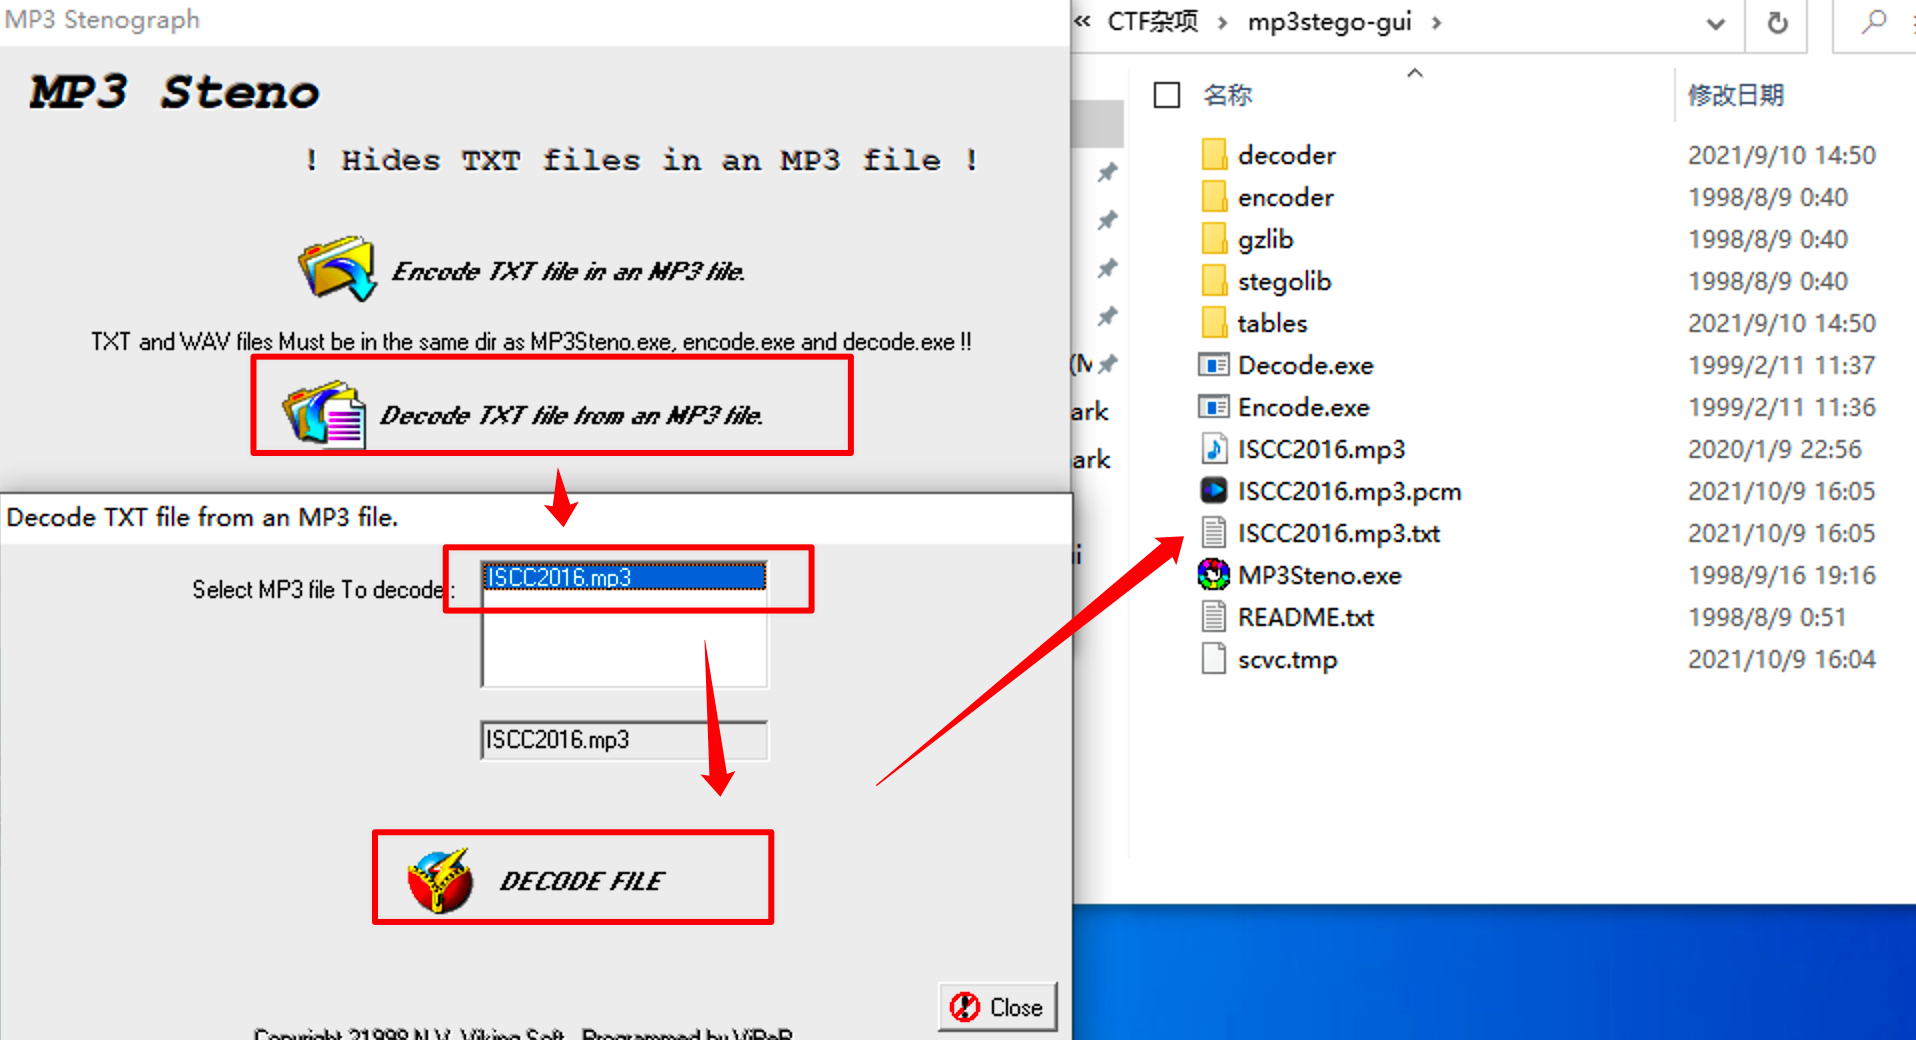 MP3 Stenograph
MP3 Steno
! Hides TXT files in an MP3 file !
Encode TXT file in an MP3 file.
TXT and WAV files Must be in the same dir as MP3Steno.exe, encode.exe and decode.exe !!
Decode TXT file from an MP3 file.
Decode TXT file from an MP3 file.
Select MP3 file To decode :
ISCC2016.mp3
ISCC2016.mp3
DECODE FILE
Close
Copyright 21998 N.V. Viking Soft - Programmed by ViPeR
« CTF杂项 › mp3stego-gui ›
名称 修改日期
decoder 2021/9/10 14:50
encoder 1998/8/9 0:40
gzlib 1998/8/9 0:40
stegolib 1998/8/9 0:40
tables 2021/9/10 14:50
(M
Decode.exe 1999/2/11 11:37
ark
Encode.exe 1999/2/11 11:36
ark
ISCC2016.mp3 2020/1/9 22:56
ISCC2016.mp3.pcm 2021/10/9 16:05
ISCC2016.mp3.txt 2021/10/9 16:05
MP3Steno.exe 1998/9/16 19:16
README.txt 1998/8/9 0:51
scvc.tmp 2021/10/9 16:04